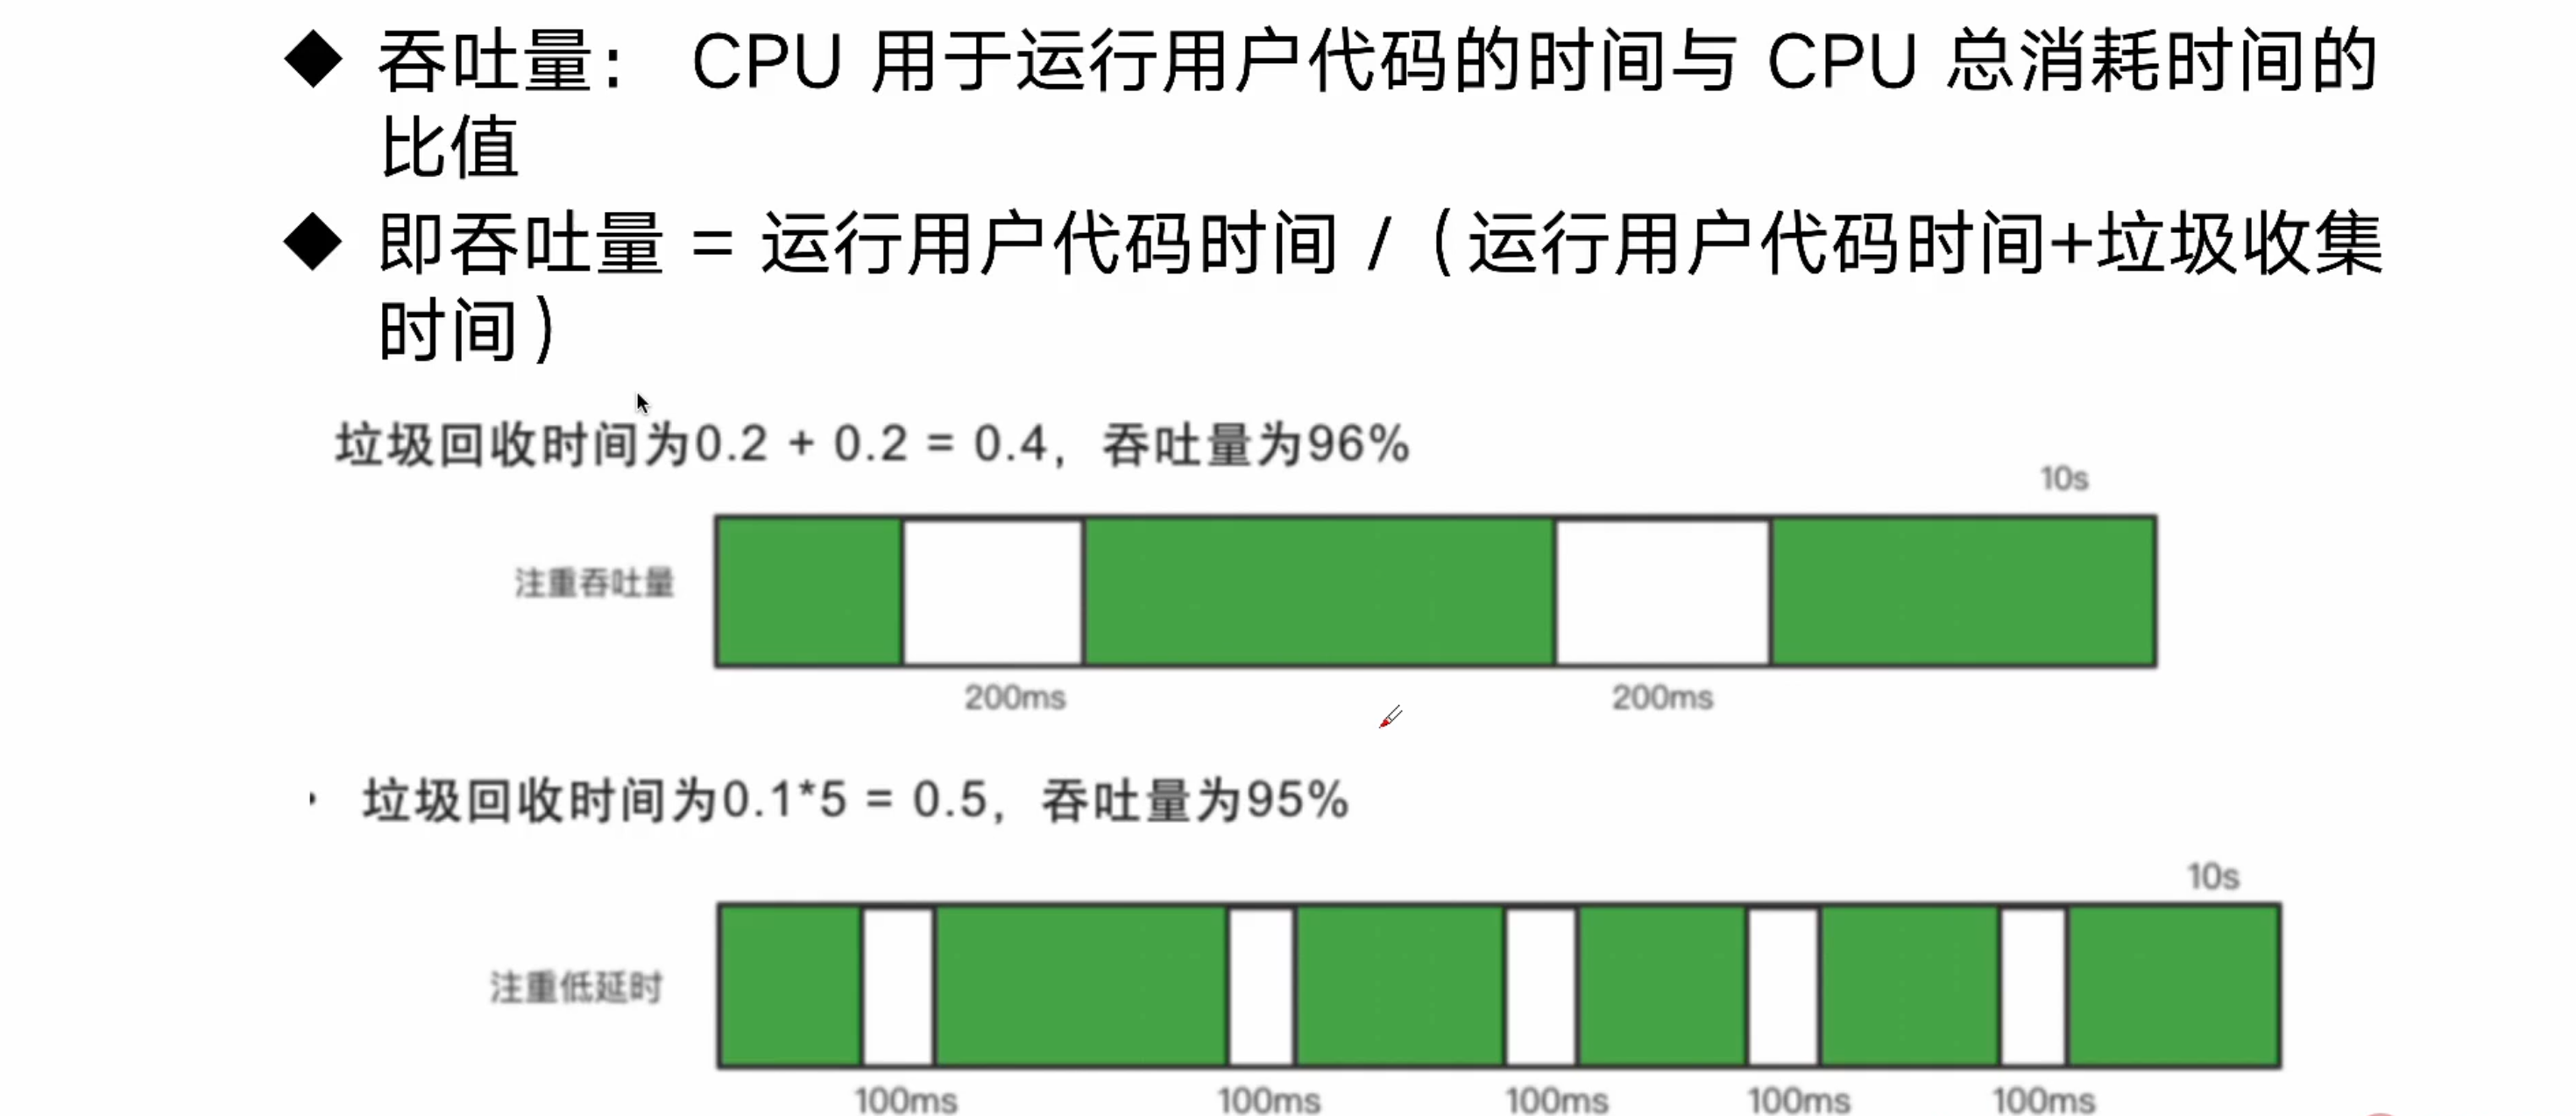 吞吐量： CPU 用于运行用户代码的时间与 CPU 总消耗时间的
比值
即吞吐量 = 运行用户代码时间 /（运行用户代码时间+垃圾收集
时间）
垃圾回收时间为0.2 + 0.2 = 0.4，吞吐量为96%
10s
注重吞吐量
200ms 200ms
垃圾回收时间为0.1*5 = 0.5，吞吐量为95%
10s
注重低延时
100ms 100ms 100ms 100ms 100ms